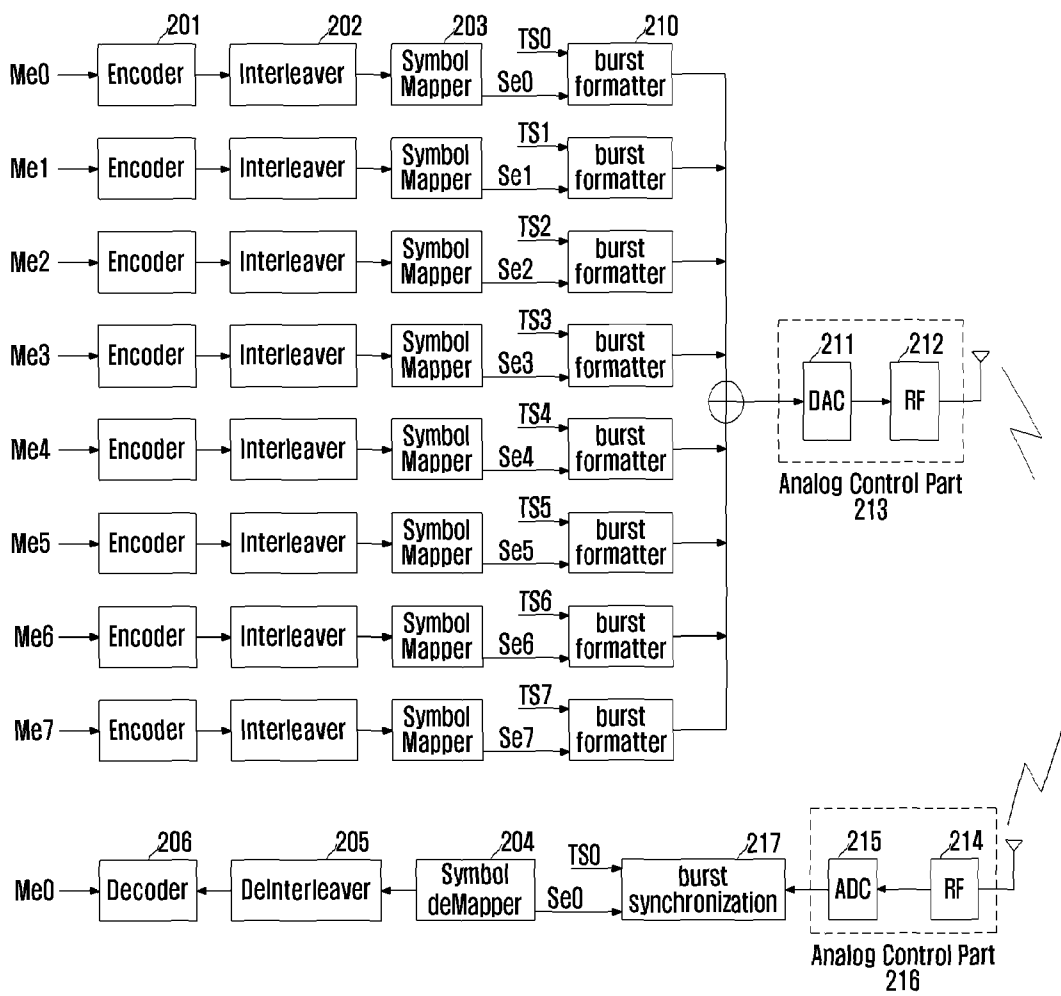 201 202 203 210
Me0 Encoder Interleaver Symbol Mapper TS0 Se0 burst formatter
Me1 Encoder Interleaver Symbol Mapper TS1 Se1 burst formatter
Me2 Encoder Interleaver Symbol Mapper TS2 Se2 burst formatter
Me3 Encoder Interleaver Symbol Mapper TS3 Se3 burst formatter
211 212
DAC RF
Analog Control Part
213
Me4 Encoder Interleaver Symbol Mapper TS4 Se4 burst formatter
Me5 Encoder Interleaver Symbol Mapper TS5 Se5 burst formatter
Me6 Encoder Interleaver Symbol Mapper TS6 Se6 burst formatter
Me7 Encoder Interleaver Symbol Mapper TS7 Se7 burst formatter
206 205 204 217 215 214
Me0 Decoder DeInterleaver Symbol deMapper TS0 Se0 burst synchronization ADC RF
Analog Control Part
216